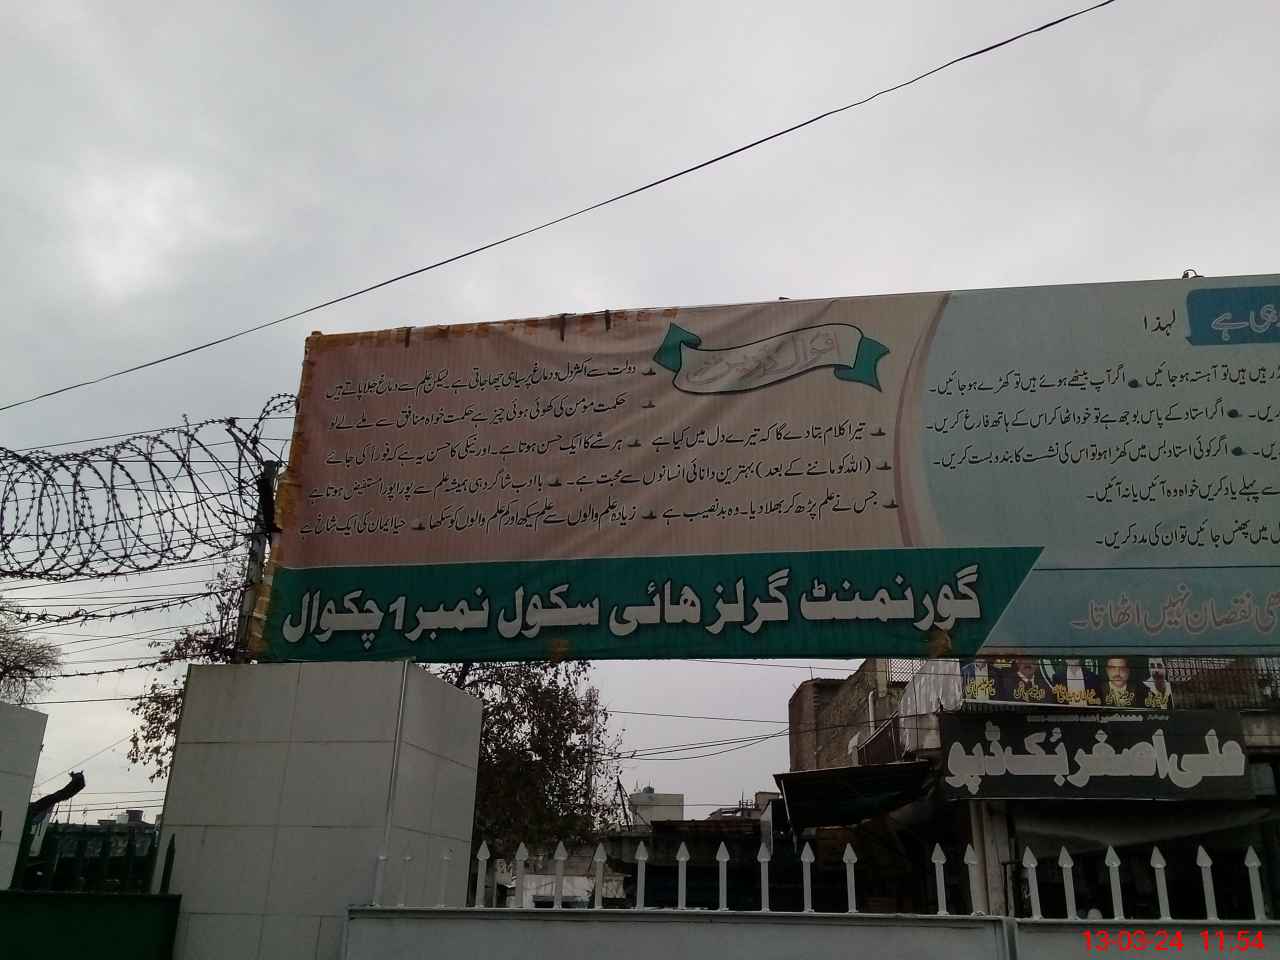 اقوال زریں
دولت سے اکثر دل و دماغ پر سیاہی چھا جاتی ہے۔ لیکن علم سے دماغ جلا پاتے ہیں
حکمت مومن کی کھوئی ہوئی چیز ہے حکمت خواہ منافق سے ملے لے لو
تیرا کلام بتا دے گا کہ تیرے دل میں کیا ہے ہر شے کا ایک حسن ہوتا ہے۔ اور نیکی کا حسن یہ ہے کہ فوراً کی جائے
(اللہ کو ماننے کے بعد) بہترین دانائی انسانوں سے محبت ہے۔ باادب شاگرد ہی ہمیشہ علم سے پورا پورا مستفیض ہوتا ہے
جس نے علم پڑھ کر بھلا دیا۔ وہ بدنصیب ہے زیادہ علم والوں سے علم سیکھ اور کم علم والوں کو سکھا حیا ایمان کی ایک شاخ ہے
گورنمنٹ گرلز ہائی سکول نمبر 1 چکوال
ہے لہذا
ہیں تو آہستہ ہو جائیں اگر آپ بیٹھے ہوئے ہیں تو کھڑے ہو جائیں۔
اگر استاد کے پاس بوجھ ہے تو خود اٹھا کر اس کے ہاتھ فارغ کریں۔
اگر کوئی استاد بس میں کھڑا ہو تو اس کی نشست کا بندوبست کریں۔
سے پہلے یاد کریں خواہ وہ آئیں یا نہ آئیں۔
میں پھنس جائیں تو ان کی مدد کریں۔
نقصان نہیں اٹھاتا۔
علی اصغر بک ڈپو
13-03-24 11:54